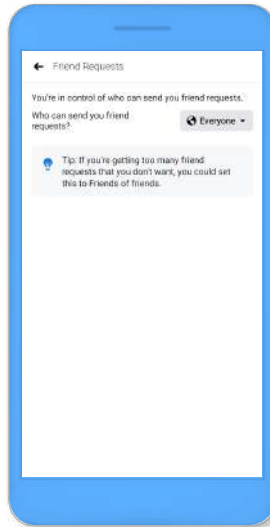 Friend Requests
You're in control of who can send you friend requests.
Who can send you friend
requests?
Everyone
Tip: If you're getting too many friend
requests that you don't want, you could set
this to Friends of friends.